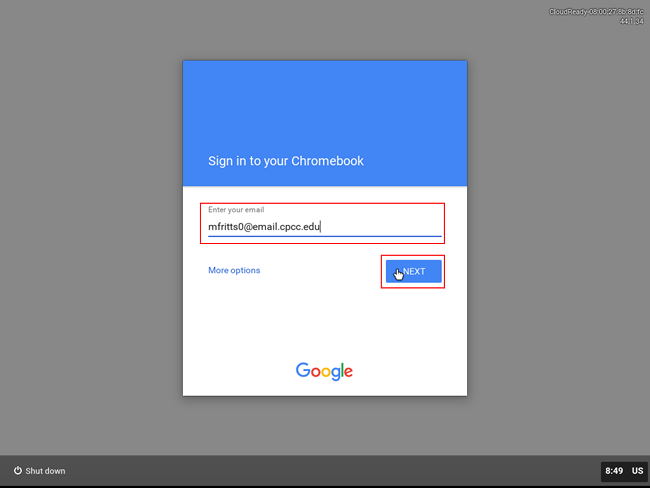 CloudReady-08:00:27:8b:8d:fc
44.1.34
Sign in to your Chromebook
Enter your email
mfritts0@email.cpcc.edu
More options
NEXT
Google
Shut down
8:49 US